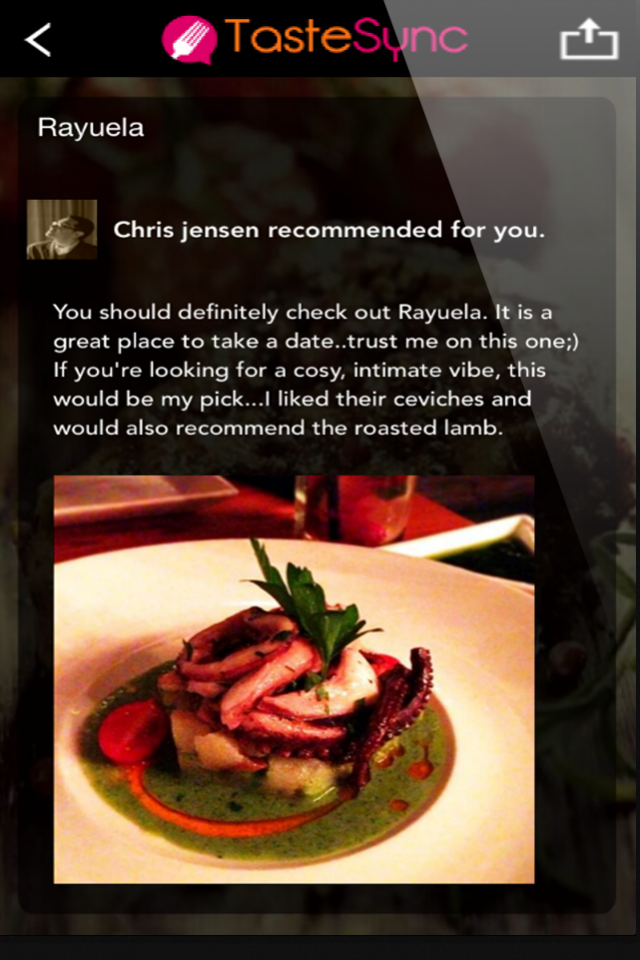 TasteSync
Rayuela
Chris jensen recommended for you.
You should definitely check out Rayuela. It is a
great place to take a date..trust me on this one;)
If you're looking for a cosy, intimate vibe, this
would be my pick...I liked their ceviches and
would also recommend the roasted lamb.